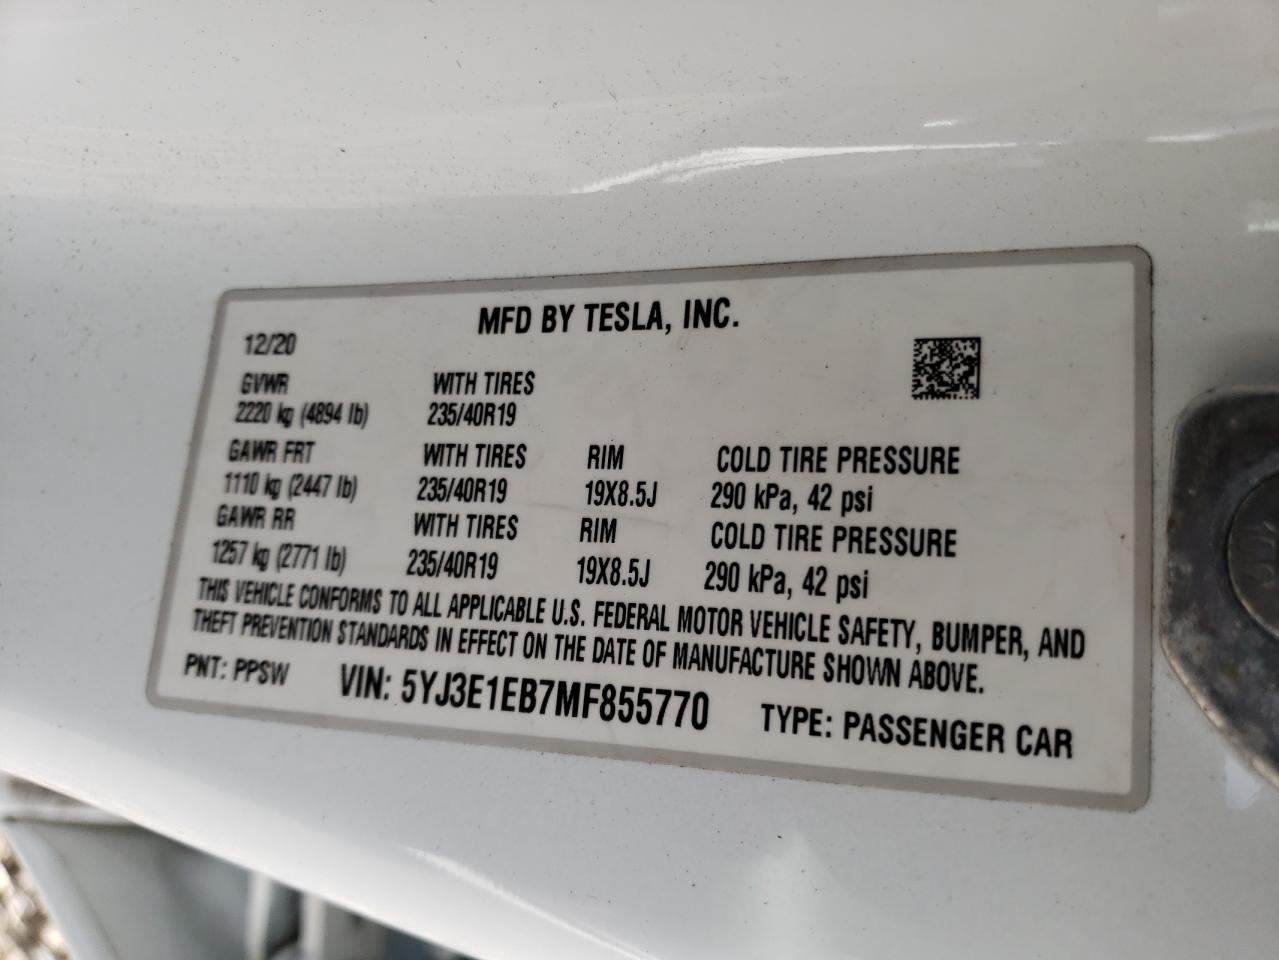 MFD BY TESLA, INC.
12/20
GVWR WITH TIRES
2220 kg (4894 lb) 235/40R19
GAWR FRT WITH TIRES RIM COLD TIRE PRESSURE
1110 kg (2447 lb) 235/40R19 19X8.5J 290 kPa, 42 psi
GAWR RR WITH TIRES RIM COLD TIRE PRESSURE
1257 kg (2771 lb) 235/40R19 19X8.5J 290 kPa, 42 psi
THIS VEHICLE CONFORMS TO ALL APPLICABLE U.S. FEDERAL MOTOR VEHICLE SAFETY, BUMPER, AND
THEFT PREVENTION STANDARDS IN EFFECT ON THE DATE OF MANUFACTURE SHOWN ABOVE.
PNT: PPSW VIN: 5YJ3E1EB7MF855770 TYPE: PASSENGER CAR